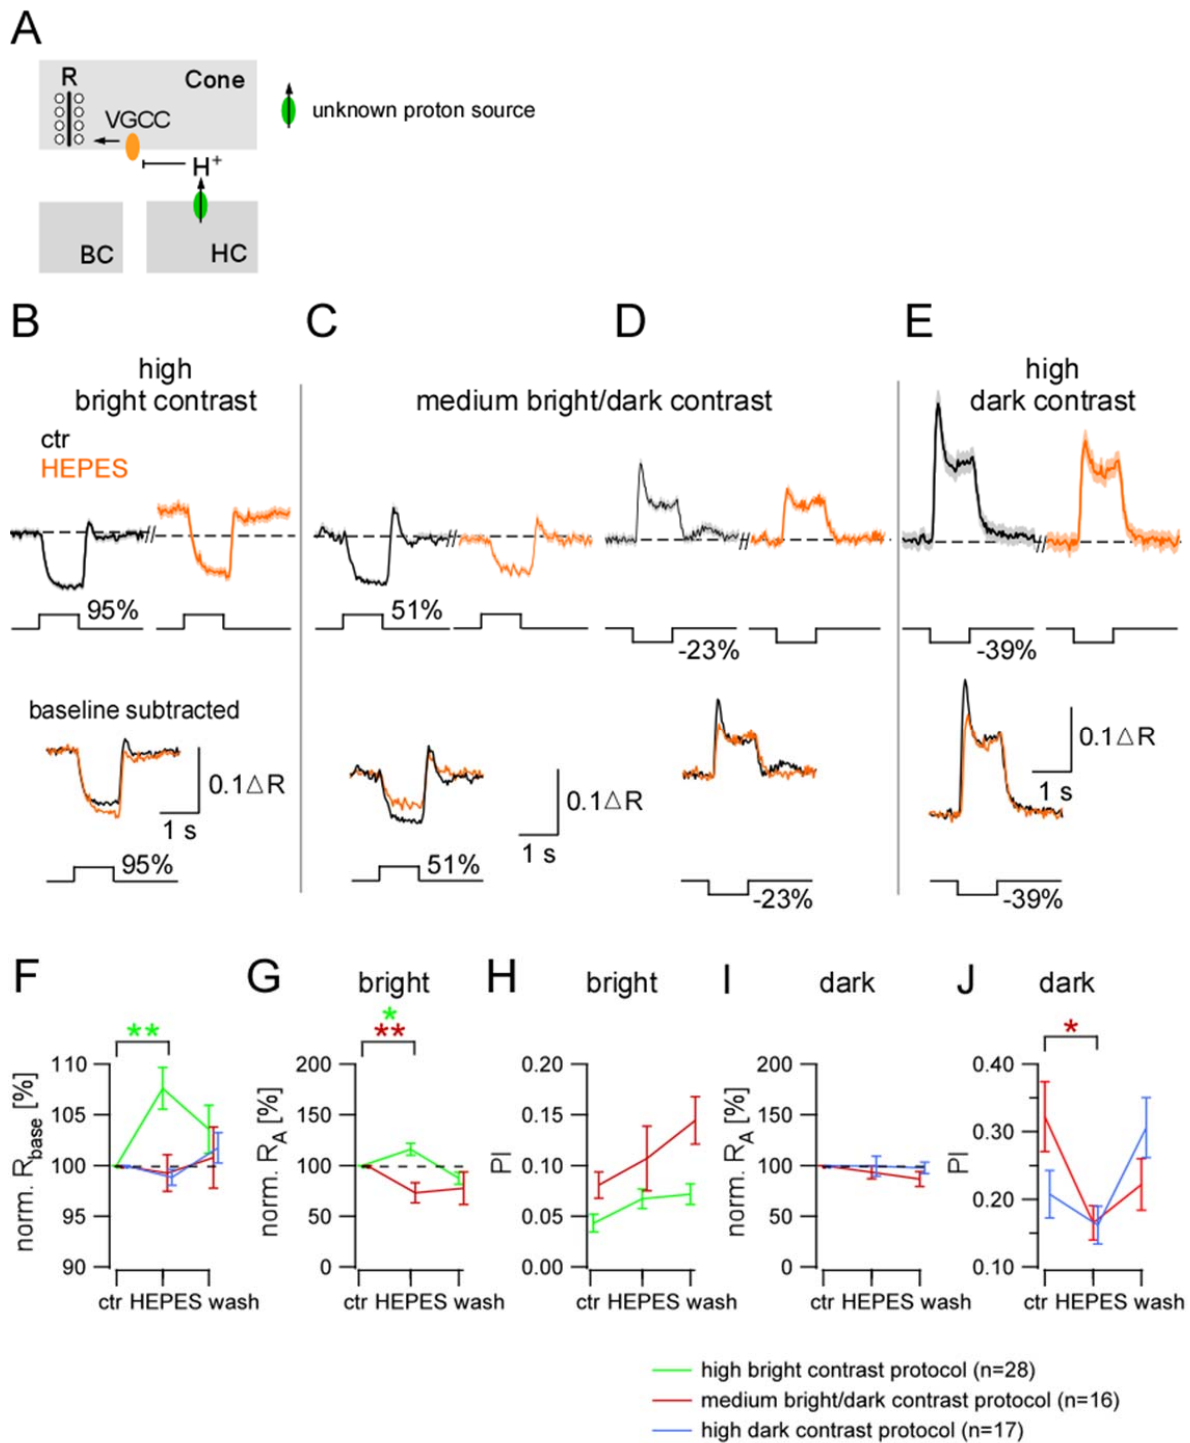 A
R
Cone
VGCC
H+
BC
HC
unknown proton source
B
C
D
E
high
bright contrast
medium bright/dark contrast
high
dark contrast
ctr
HEPES
95%
51%
-23%
-39%
baseline subtracted
0.1△R
1 s
95%
0.1△R
1 s
51%
-23%
0.1△R
1 s
-39%
F
**
norm. Rbase [%]
110
105
100
95
90
ctr HEPES wash
G
bright
*
**
norm. RA [%]
200
150
100
50
0
ctr HEPES wash
H
bright
PI
0.20
0.15
0.10
0.05
0.00
ctr HEPES wash
I
dark
norm. RA [%]
200
150
100
50
0
ctr HEPES wash
J
dark
*
PI
0.40
0.30
0.20
0.10
ctr HEPES wash
high bright contrast protocol (n=28)
medium bright/dark contrast protocol (n=16)
high dark contrast protocol (n=17)